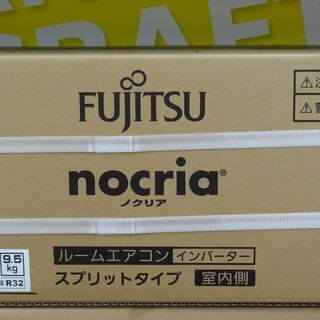 FUJITSU
nocria®
ノクリア
9.5
kg
R32
ルームエアコン インバーター
スプリットタイプ 室内側